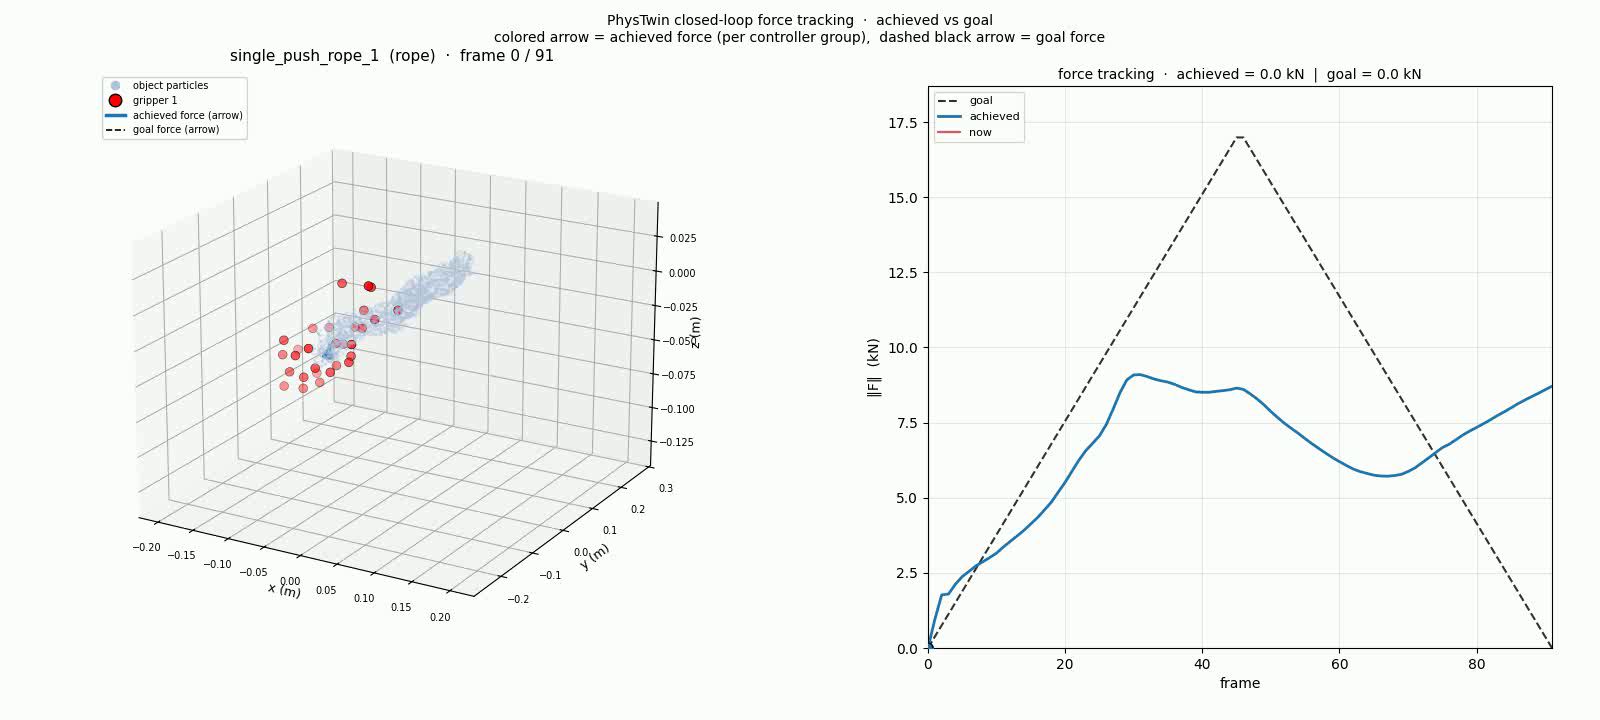 PhysTwin closed-loop force tracking · achieved vs goal
colored arrow = achieved force (per controller group), dashed black arrow = goal force
single_push_rope_1 (rope) · frame 0 / 91
object particles
gripper 1
achieved force (arrow)
goal force (arrow)
0.025
0.000
−0.025
−0.050
−0.075
−0.100
−0.125
z (m)
0.3
0.2
0.1
0.0
−0.1
−0.2
y (m)
−0.20
−0.15
−0.10
−0.05
0.00
0.05
0.10
0.15
0.20
x (m)
force tracking · achieved = 0.0 kN | goal = 0.0 kN
goal
achieved
now
17.5
15.0
12.5
10.0
7.5
5.0
2.5
0.0
‖F‖ (kN)
0
20
40
60
80
frame